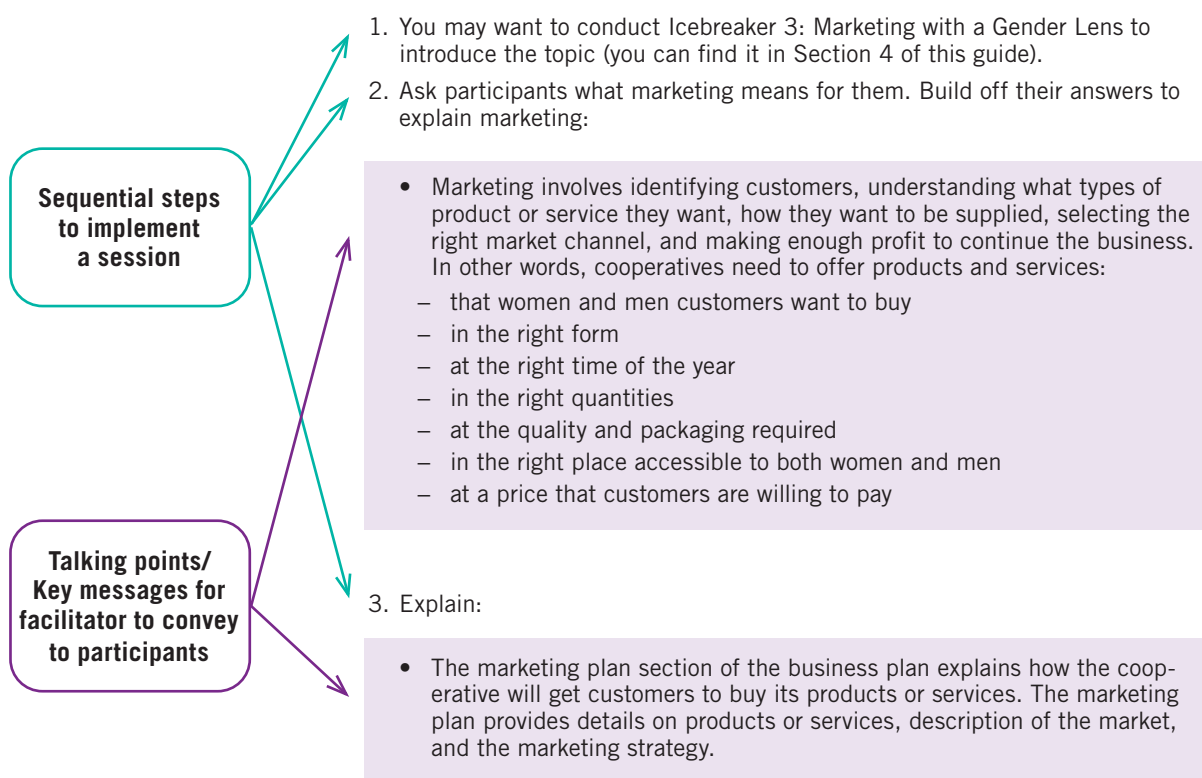 1. You may want to conduct Icebreaker 3: Marketing with a Gender Lens to
introduce the topic (you can find it in Section 4 of this guide).
2. Ask participants what marketing means for them. Build off their answers to
explain marketing:
Sequential steps
to implement
a session
• Marketing involves identifying customers, understanding what types of
product or service they want, how they want to be supplied, selecting the
right market channel, and making enough profit to continue the business.
In other words, cooperatives need to offer products and services:
– that women and men customers want to buy
– in the right form
– at the right time of the year
– in the right quantities
– at the quality and packaging required
– in the right place accessible to both women and men
– at a price that customers are willing to pay
Talking points/
Key messages for
facilitator to convey
to participants
3. Explain:
• The marketing plan section of the business plan explains how the coop-
erative will get customers to buy its products or services. The marketing
plan provides details on products or services, description of the market,
and the marketing strategy.